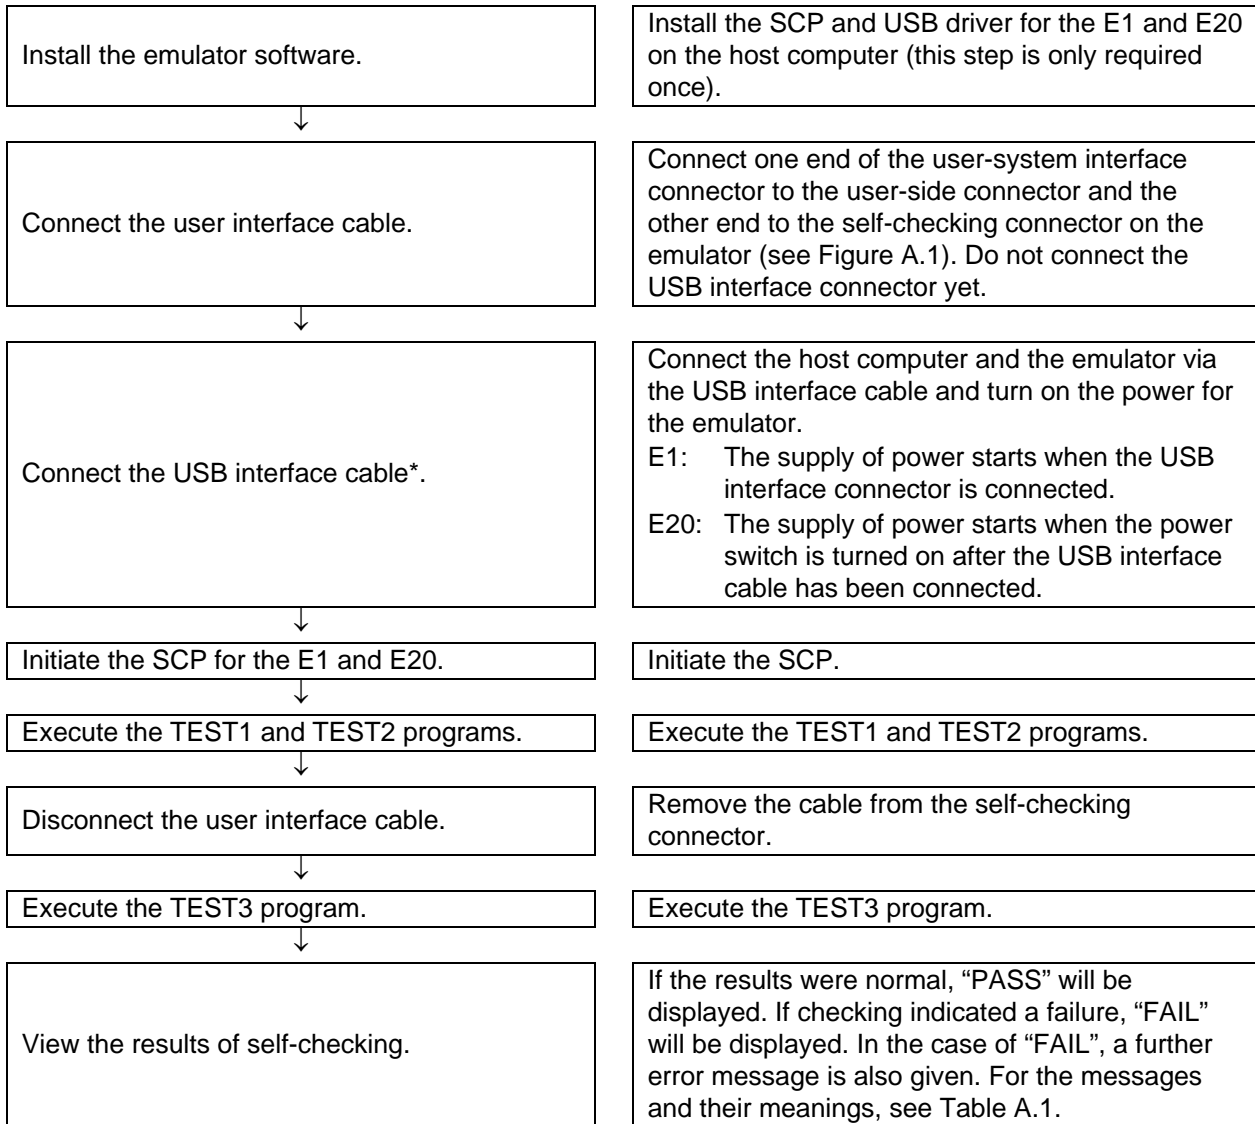 Install the emulator software.
Install the SCP and USB driver for the E1 and E20
on the host computer (this step is only required
once).
↓
Connect the user interface cable.
Connect one end of the user-system interface
connector to the user-side connector and the
other end to the self-checking connector on the
emulator (see Figure A.1). Do not connect the
USB interface connector yet.
↓
Connect the USB interface cable*.
Connect the host computer and the emulator via
the USB interface cable and turn on the power for
the emulator.
E1: The supply of power starts when the USB
interface connector is connected.
E20: The supply of power starts when the power
switch is turned on after the USB interface
cable has been connected.
↓
Initiate the SCP for the E1 and E20.
Initiate the SCP.
↓
Execute the TEST1 and TEST2 programs.
Execute the TEST1 and TEST2 programs.
↓
Disconnect the user interface cable.
Remove the cable from the self-checking
connector.
↓
Execute the TEST3 program.
Execute the TEST3 program.
↓
View the results of self-checking.
If the results were normal, “PASS” will be
displayed. If checking indicated a failure, “FAIL”
will be displayed. In the case of “FAIL”, a further
error message is also given. For the messages
and their meanings, see Table A.1.